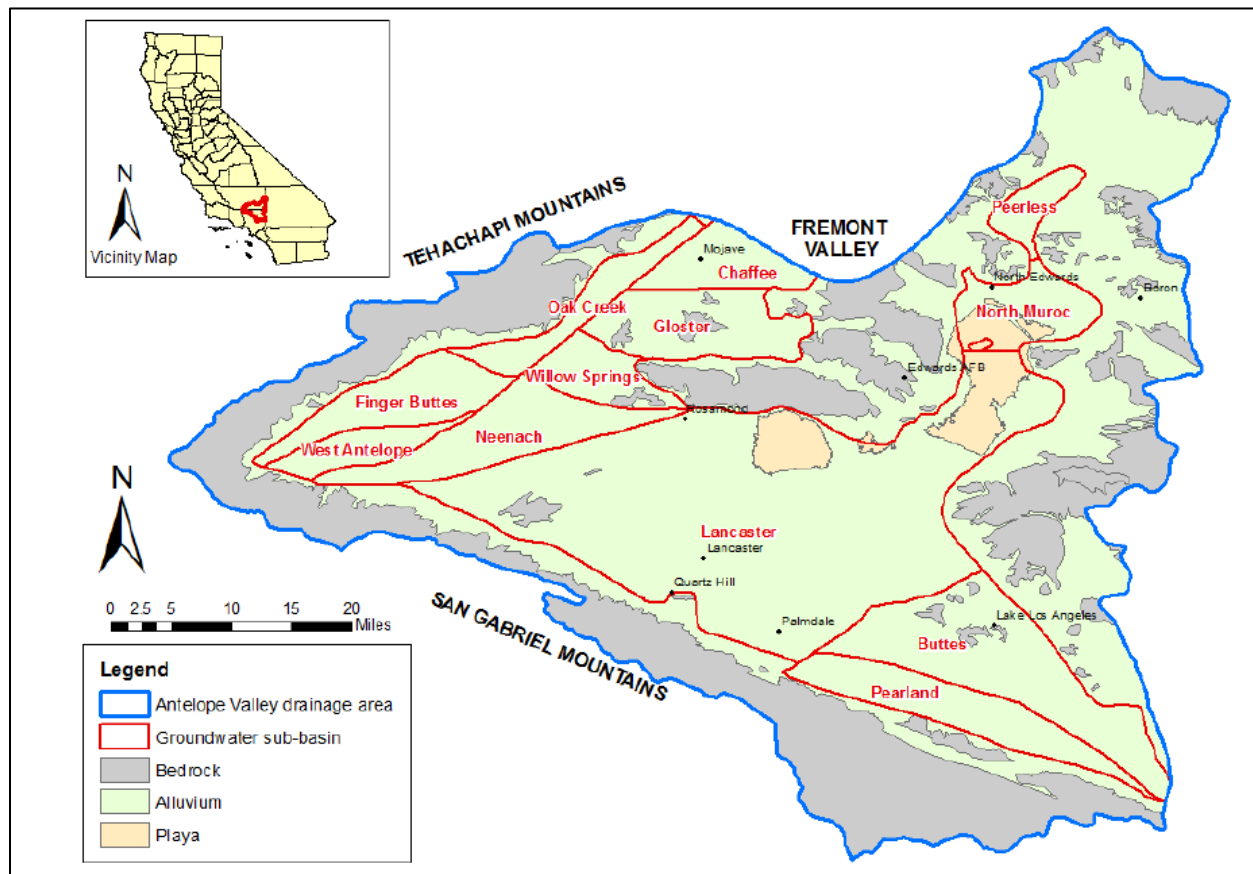 N
Vicinity Map
TEHACHAPI MOUNTAINS
FREMONT
VALLEY
Peerless
Mojave
Chaffee
North Edwards
Boron
Oak Creek
North Muroc
Gloster
Edwards AFB
Willow Springs
Finger Buttes
Rosamond
West Antelope
Neenach
N
Lancaster
Lancaster
Quartz Hill
SAN GABRIEL MOUNTAINS
Palmdale
Lake Los Angeles
Buttes
Pearland
0 2.5 5 10 15 20
Miles
Legend
Antelope Valley drainage area
Groundwater sub-basin
Bedrock
Alluvium
Playa